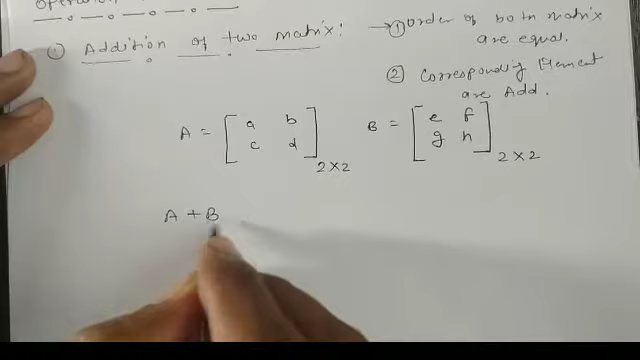 Operation
① Addition of two matrix: → ① Order of both matrix
are equal.
② Corresponding Element
are Add.
A = [ a b
c d ] 2×2
B = [ e f
g h ] 2×2
A + B